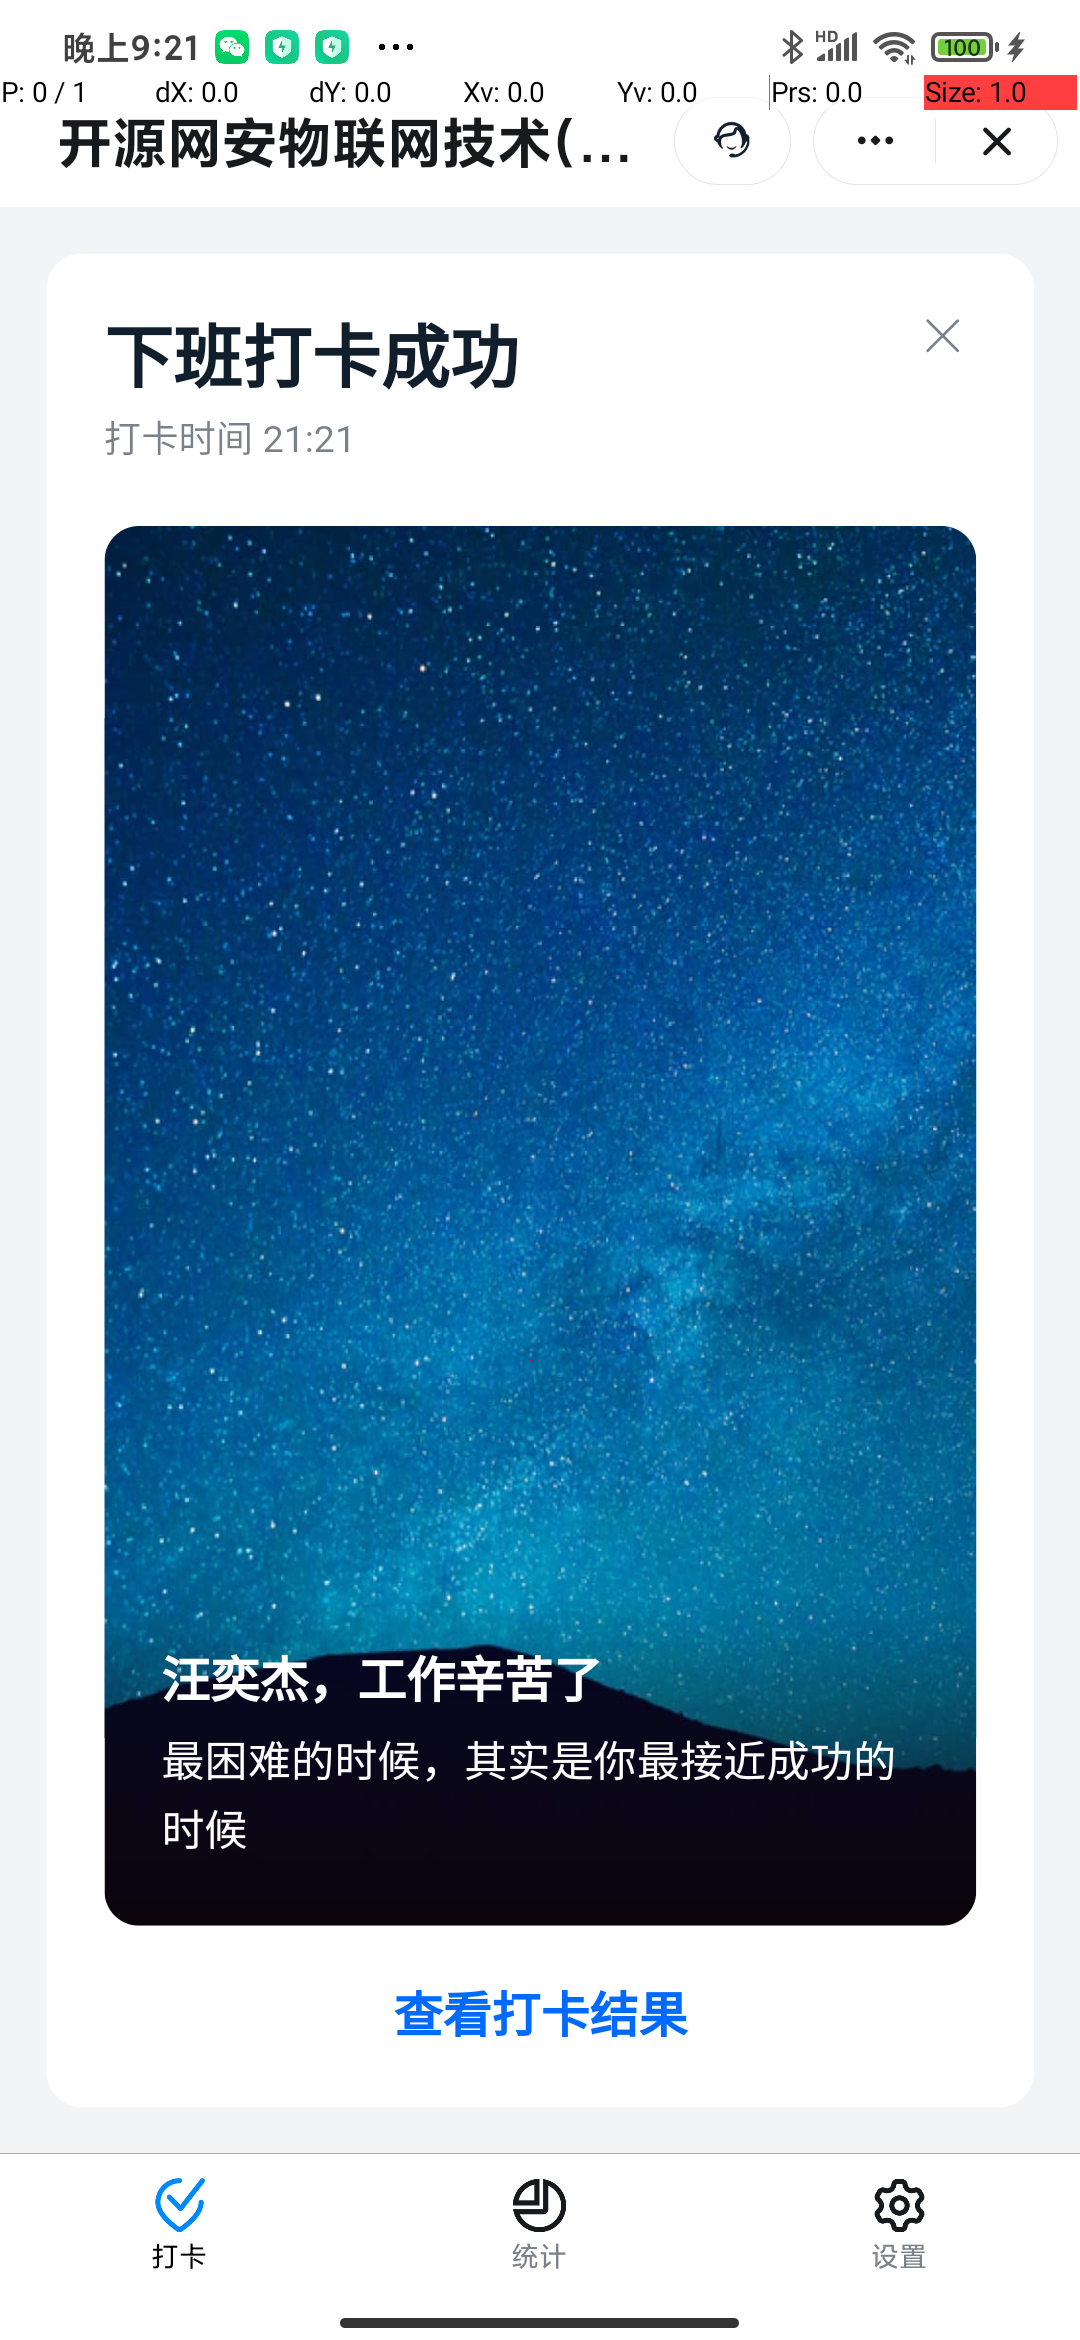 晚上9:21
HD
100
P: 0 / 1 dX: 0.0 dY: 0.0 Xv: 0.0 Yv: 0.0 Prs: 0.0 Size: 1.0
开源网安物联网技术(...
下班打卡成功
打卡时间 21:21
汪奕杰，工作辛苦了
最困难的时候，其实是你最接近成功的
时候
查看打卡结果
打卡 统计 设置